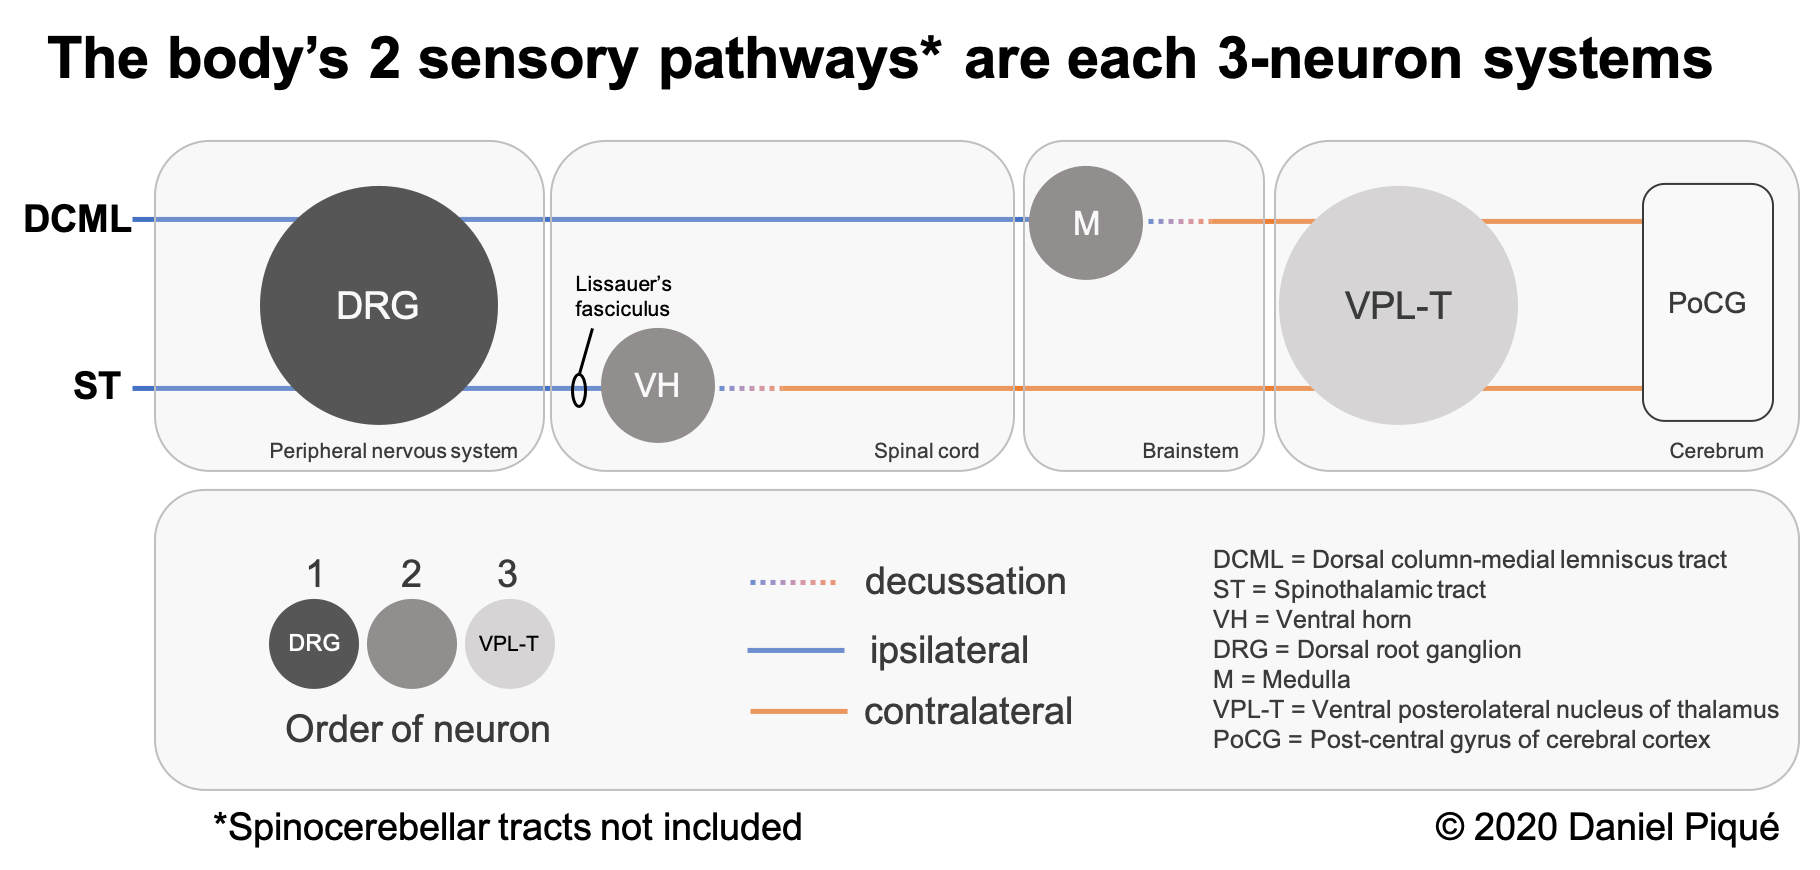 The body’s 2 sensory pathways* are each 3-neuron systems
DCML
DRG
M
VPL-T
PoCG
Lissauer’s
fasciculus
ST
VH
Peripheral nervous system
Spinal cord
Brainstem
Cerebrum
1 2 3
DRG
VPL-T
Order of neuron
decussation
ipsilateral
contralateral
DCML = Dorsal column-medial lemniscus tract
ST = Spinothalamic tract
VH = Ventral horn
DRG = Dorsal root ganglion
M = Medulla
VPL-T = Ventral posterolateral nucleus of thalamus
PoCG = Post-central gyrus of cerebral cortex
*Spinocerebellar tracts not included
© 2020 Daniel Piqué